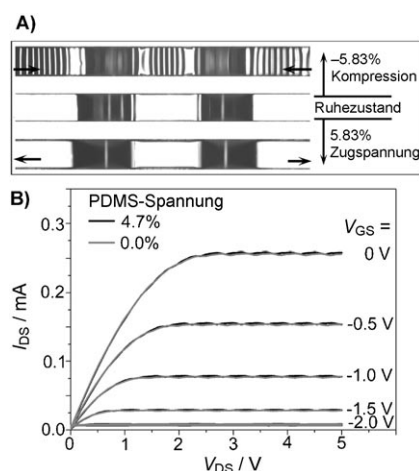 A)
–5.83%
Kompression
Ruhezustand
5.83%
Zugspannung
B)
PDMS-Spannung
4.7%
0.0%
V_GS =
0 V
-0.5 V
-1.0 V
-1.5 V
-2.0 V
0.3
0.2
0.1
0.0
I_DS / mA
0 1 2 3 4 5
V_DS / V